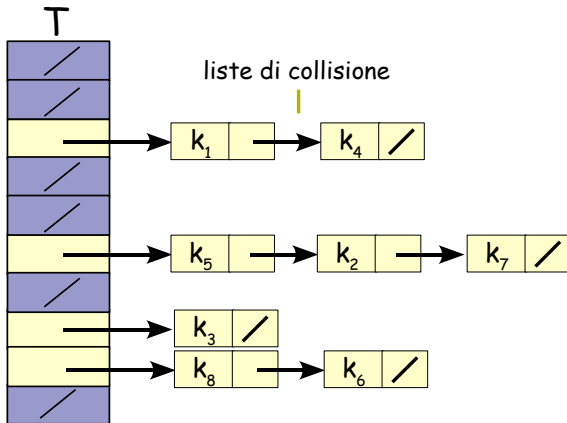 T
liste di collisione
k₁ k₄
k₅ k₂ k₇
k₃
k₈ k₆